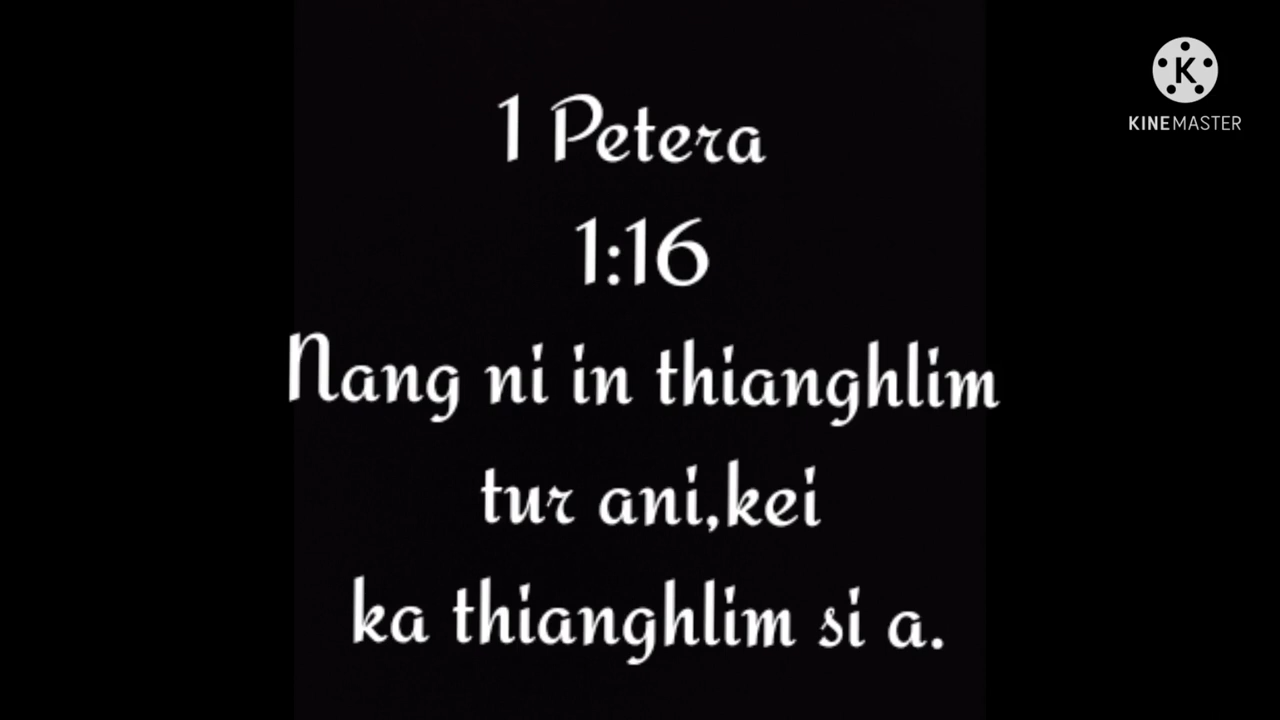 1 Petera
1:16
Nang ni in thianghlim
tur ani,kei
ka thianghlim si a.
KINEMASTER